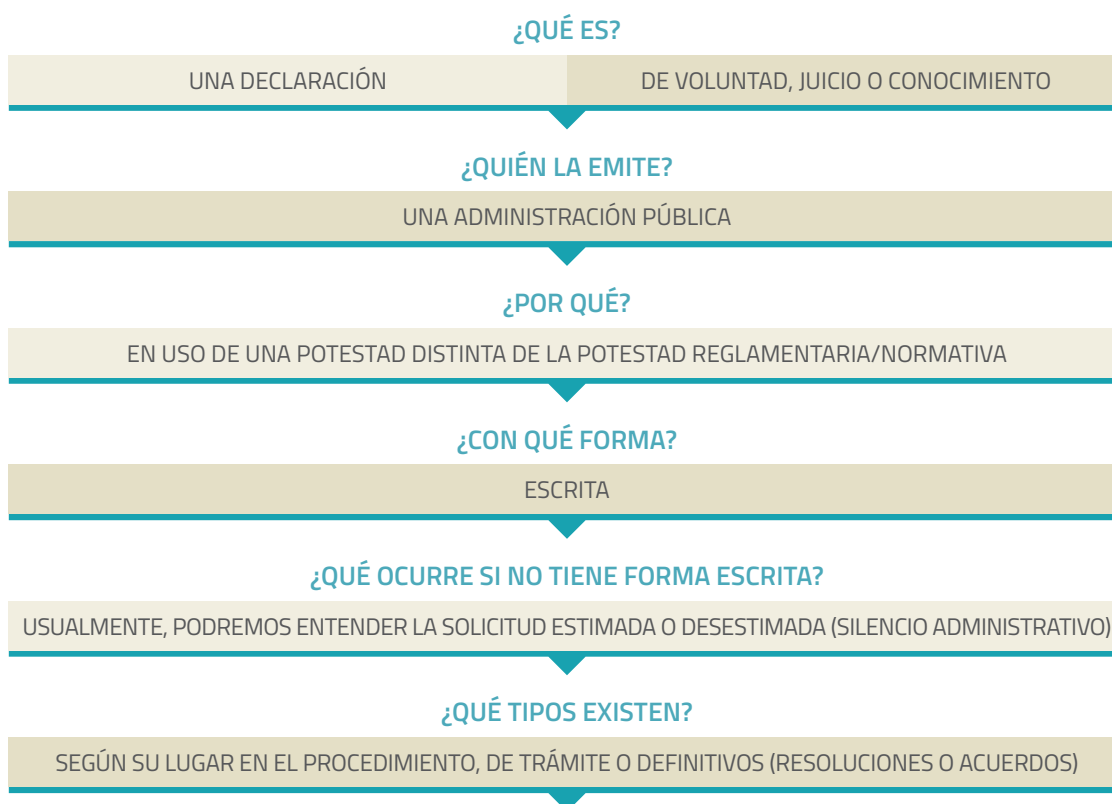 ¿QUÉ ES?
UNA DECLARACIÓN
DE VOLUNTAD, JUICIO O CONOCIMIENTO
¿QUIÉN LA EMITE?
UNA ADMINISTRACIÓN PÚBLICA
¿POR QUÉ?
EN USO DE UNA POTESTAD DISTINTA DE LA POTESTAD REGLAMENTARIA/NORMATIVA
¿CON QUÉ FORMA?
ESCRITA
¿QUÉ OCURRE SI NO TIENE FORMA ESCRITA?
USUALMENTE, PODREMOS ENTENDER LA SOLICITUD ESTIMADA O DESESTIMADA (SILENCIO ADMINISTRATIVO)
¿QUÉ TIPOS EXISTEN?
SEGÚN SU LUGAR EN EL PROCEDIMIENTO, DE TRÁMITE O DEFINITIVOS (RESOLUCIONES O ACUERDOS)